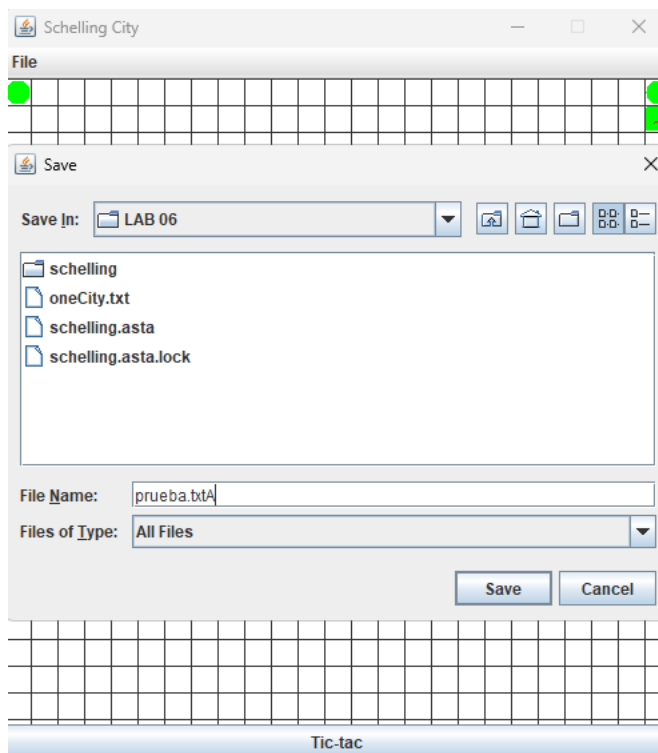 Schelling City
File
Save
Save In: LAB 06
schelling
oneCity.txt
schelling.asta
schelling.asta.lock
File Name: prueba.txtA
Files of Type: All Files
Save Cancel
Tic-tac